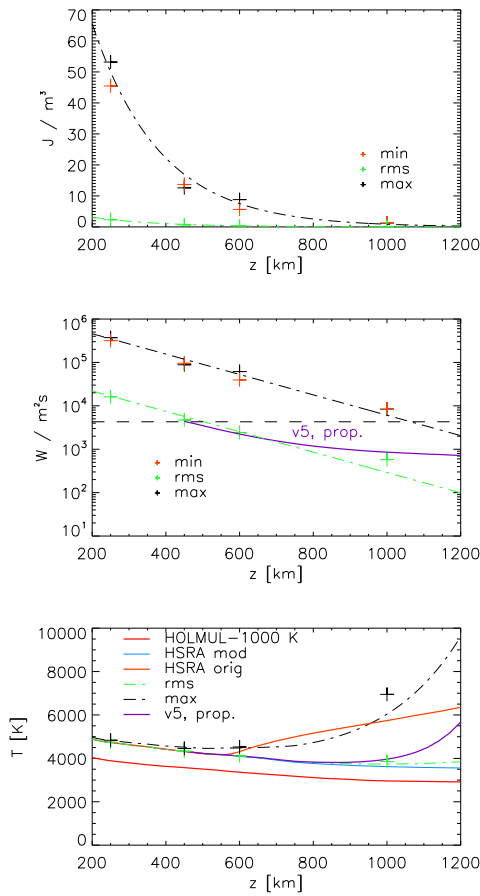 70
60
50
40
30
20
10
0
J / m³
min
rms
max
200 400 600 800 1000 1200
z [km]
10⁶
10⁵
10⁴
10³
10²
10¹
W / m²s
v5, prop.
min
rms
max
200 400 600 800 1000 1200
z [km]
10000
8000
6000
4000
2000
0
T [K]
HOLMUL-1000 K
HSRA mod
HSRA orig
rms
max
v5, prop.
200 400 600 800 1000 1200
z [km]